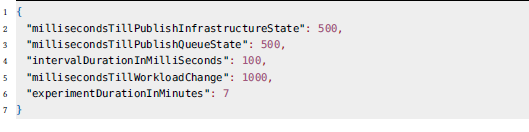 1 {
2 "millisecondsTillPublishInfrastructureState": 500,
3 "millisecondsTillPublishQueueState": 500,
4 "intervalDurationInMilliSeconds": 100,
5 "millisecondsTillWorkloadChange": 1000,
6 "experimentDurationInMinutes": 7
7 }